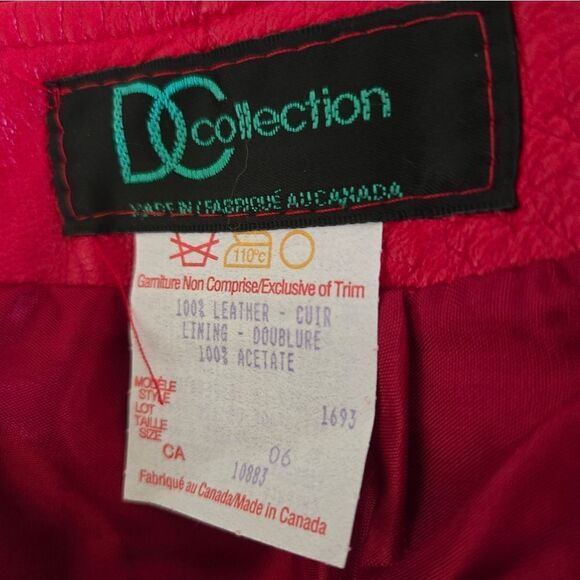 DC collection
MADE IN / FABRIQUÉ AU CANADA
110°c
Garniture Non Comprise/Exclusive of Trim
100% LEATHER - CUIR
LINING - DOUBLURE
100% ACETATE
MODÈLE
STYLE
1693
LOT
TAILLE
SIZE
CA 06
10883
Fabriqué au Canada/Made in Canada